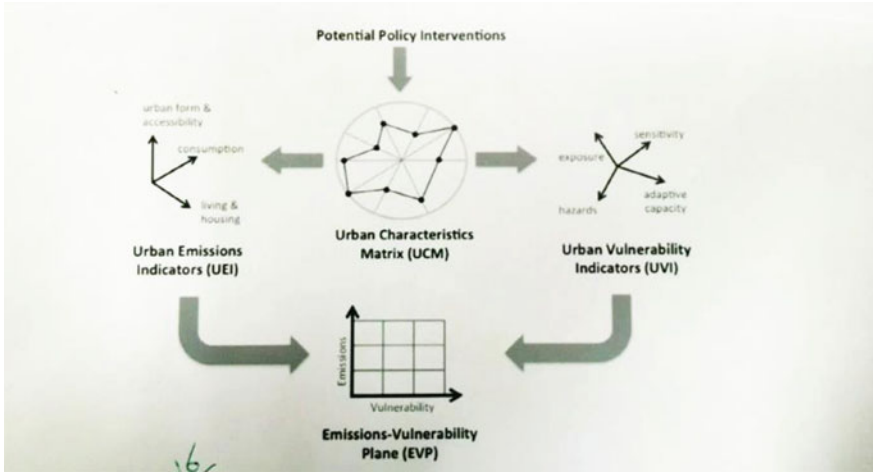 Potential Policy Interventions
urban form &
accessibility
consumption
living &
housing
Urban Emissions
Indicators (UEI)
Urban Characteristics
Matrix (UCM)
sensitivity
exposure
hazards
adaptive
capacity
Urban Vulnerability
Indicators (UVI)
Emissions
Vulnerability
Emissions-Vulnerability
Plane (EVP)